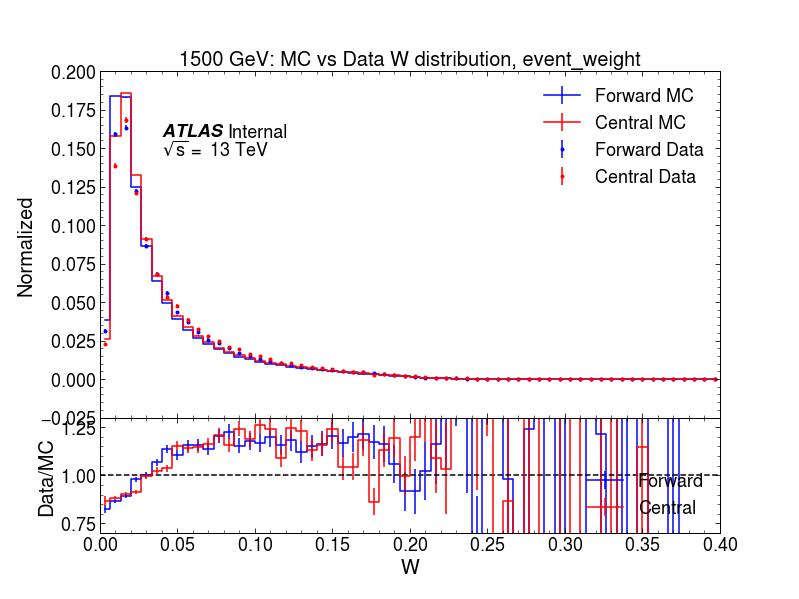 1500 GeV: MC vs Data W distribution, event_weight
0.200
0.175
0.150
0.125
0.100
0.075
0.050
0.025
0.000
−0.025
Normalized
ATLAS Internal
√s = 13 TeV
Forward MC
Central MC
Forward Data
Central Data
1.25
1.00
0.75
Data/MC
Forward
Central
0.00 0.05 0.10 0.15 0.20 0.25 0.30 0.35 0.40
W